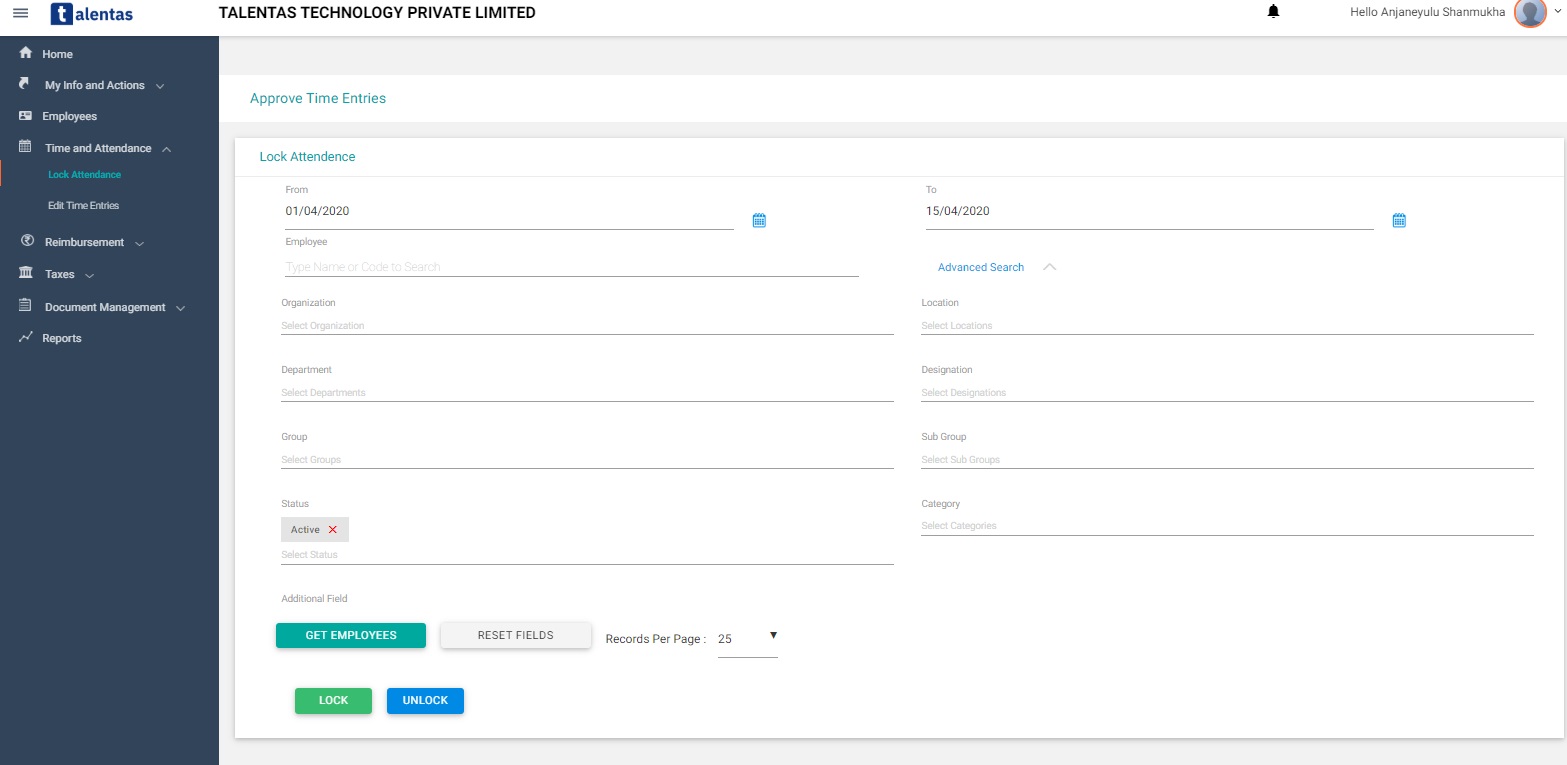 talentas
TALENTAS TECHNOLOGY PRIVATE LIMITED
Hello Anjaneyulu Shanmukha
Home
My Info and Actions
Employees
Time and Attendance
Lock Attendance
Edit Time Entries
Reimbursement
Taxes
Document Management
Reports
Approve Time Entries
Lock Attendence
From
To
01/04/2020
15/04/2020
Employee
Type Name or Code to Search
Advanced Search
Organization
Location
Select Organization
Select Locations
Department
Designation
Select Departments
Select Designations
Group
Sub Group
Select Groups
Select Sub Groups
Status
Category
Active
Select Categories
Select Status
Additional Field
GET EMPLOYEES
RESET FIELDS
Records Per Page : 25
LOCK
UNLOCK